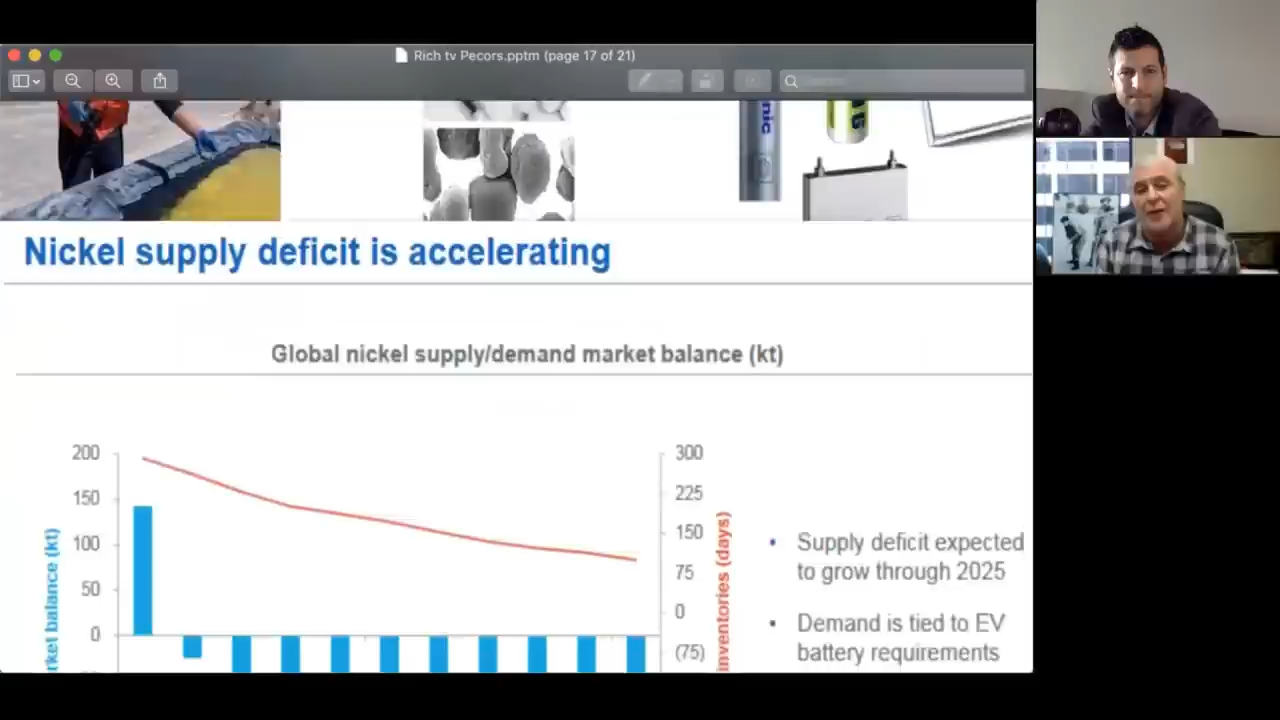 Rich tv Pecors.pptm (page 17 of 21)
nic
Nickel supply deficit is accelerating
Global nickel supply/demand market balance (kt)
200
150
100
50
0
rket balance (kt)
300
225
150
75
0
(75)
inventories (days)
• Supply deficit expected
to grow through 2025
• Demand is tied to EV
battery requirements